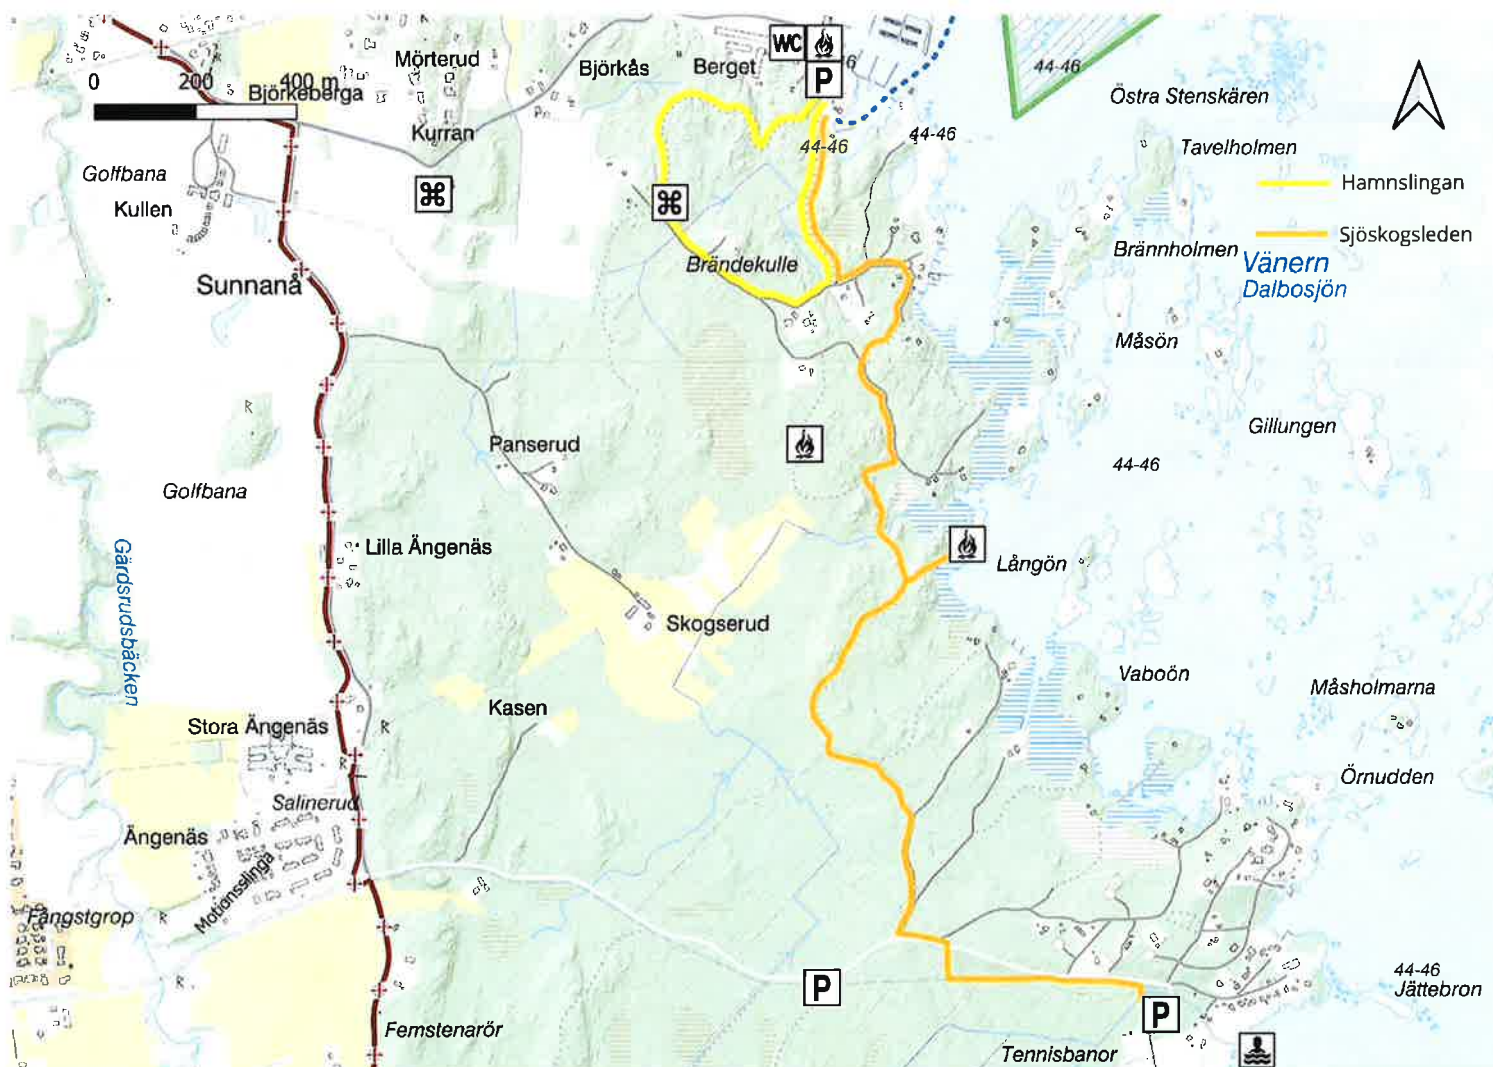 WC
P
0 200 400 m
Björkeberga
Mörterud
Björkås
Berget
Kurran
44-46
Östra Stenskären
44-46
44-46
Tavelholmen
Golfbana
Kullen
Hamnslingan
Sjöskogsleden
Brännholmen
Vänern
Dalbosjön
Sunnanå
Brändekulle
Måsön
R
Gillungen
Panserud
44-46
Golfbana
Gärdsrudsbäcken
Lilla Ängenäs
Långön
Skogserud
Vaboön
Måsholmarna
Kasen
Stora Ängenäs
R
R
Örnudden
Salinerud
Ängenäs
Motionsslinga
Fångstgrop
R
R
P
44-46
Jättebron
P
Femstenarör
Tennisbanor